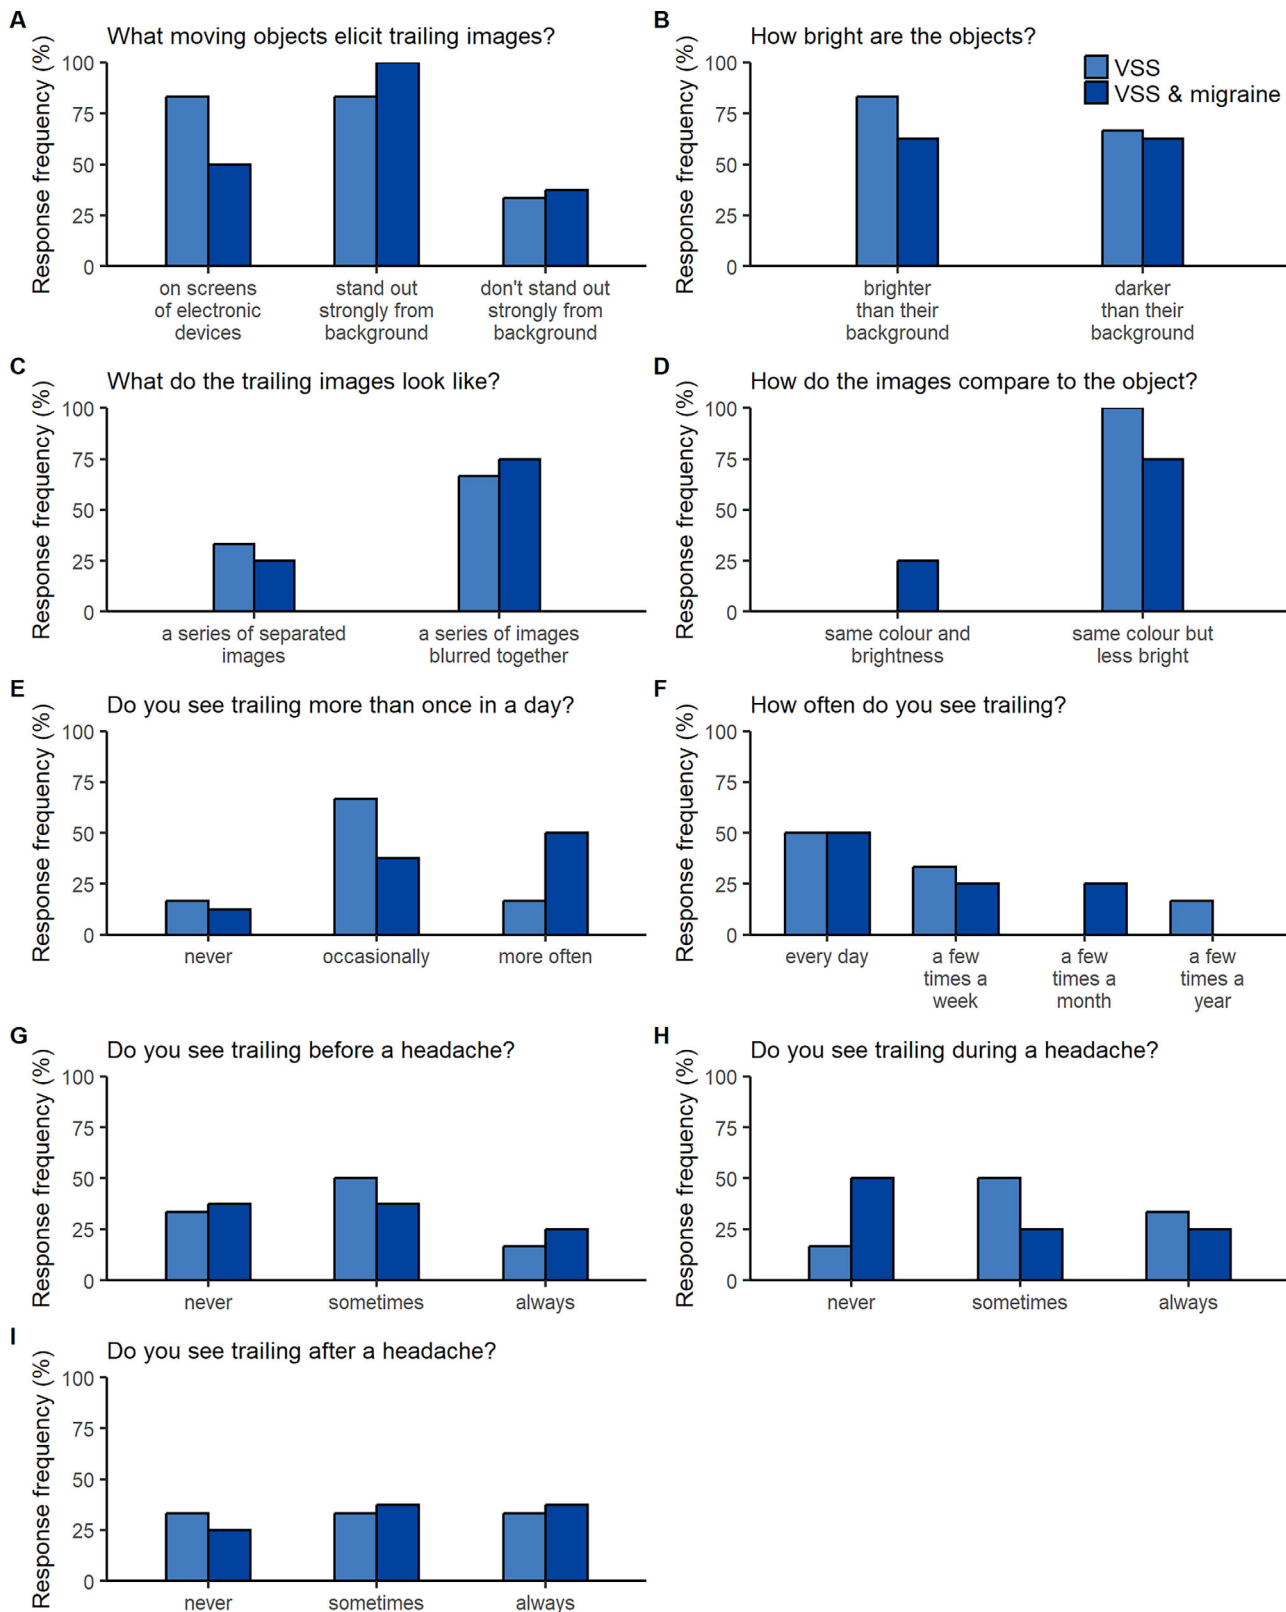 A
What moving objects elicit trailing images?
Response frequency (%)
100
75
50
25
0
on screens
of electronic
devices
stand out
strongly from
background
don't stand out
strongly from
background
B
How bright are the objects?
VSS
VSS & migraine
Response frequency (%)
100
75
50
25
0
brighter
than their
background
darker
than their
background
C
What do the trailing images look like?
Response frequency (%)
100
75
50
25
0
a series of separated
images
a series of images
blurred together
D
How do the images compare to the object?
Response frequency (%)
100
75
50
25
0
same colour and
brightness
same colour but
less bright
E
Do you see trailing more than once in a day?
Response frequency (%)
100
75
50
25
0
never
occasionally
more often
F
How often do you see trailing?
Response frequency (%)
100
75
50
25
0
every day
a few
times a
week
a few
times a
month
a few
times a
year
G
Do you see trailing before a headache?
Response frequency (%)
100
75
50
25
0
never
sometimes
always
H
Do you see trailing during a headache?
Response frequency (%)
100
75
50
25
0
never
sometimes
always
I
Do you see trailing after a headache?
Response frequency (%)
100
75
50
25
0
never
sometimes
always